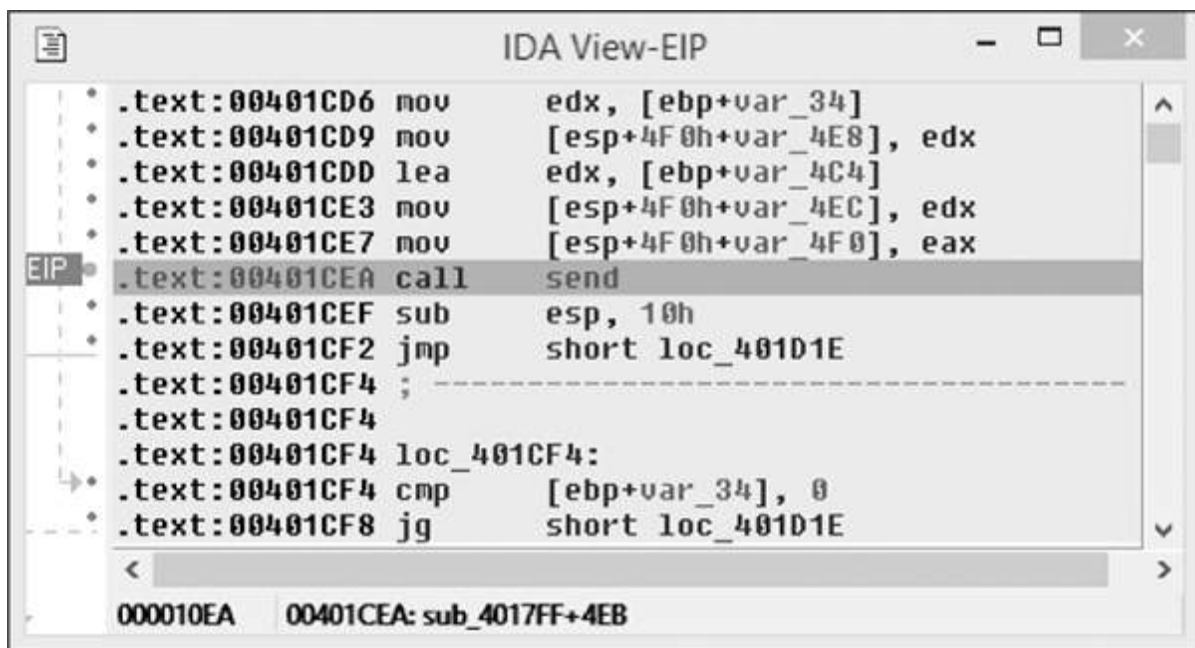 IDA View-EIP
.text:00401CD6 mov edx, [ebp+var_34]
.text:00401CD9 mov [esp+4F0h+var_4E8], edx
.text:00401CDD lea edx, [ebp+var_4C4]
.text:00401CE3 mov [esp+4F0h+var_4EC], edx
.text:00401CE7 mov [esp+4F0h+var_4F0], eax
EIP .text:00401CEA call send
.text:00401CEF sub esp, 10h
.text:00401CF2 jmp short loc_401D1E
.text:00401CF4 ; -------------------------------------
.text:00401CF4
.text:00401CF4 loc_401CF4:
.text:00401CF4 cmp [ebp+var_34], 0
.text:00401CF8 jg short loc_401D1E
000010EA 00401CEA: sub_4017FF+4EB